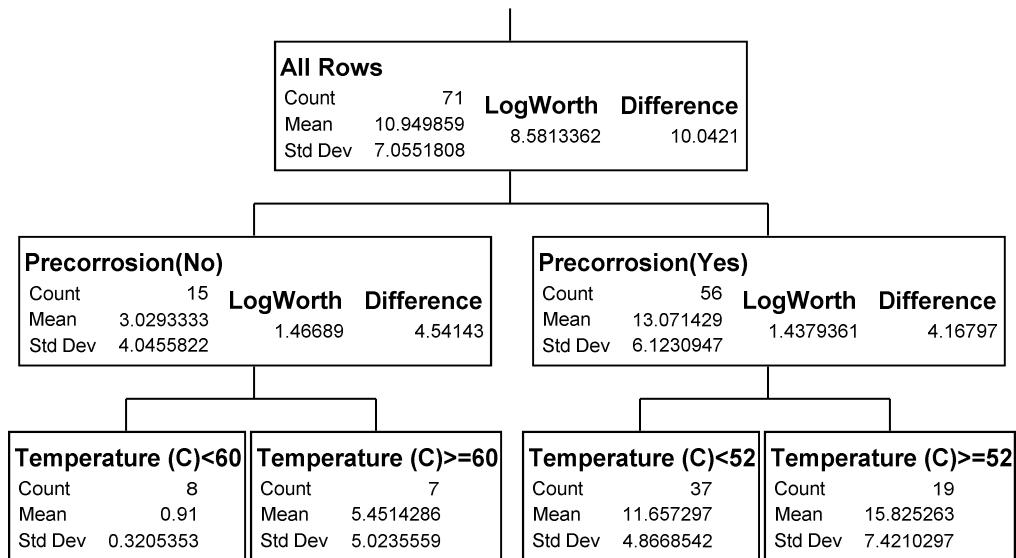 All Rows
Count 71 LogWorth Difference
Mean 10.949859 8.5813362 10.0421
Std Dev 7.0551808
Precorrosion(No)
Count 15 LogWorth Difference
Mean 3.0293333 1.46689 4.54143
Std Dev 4.0455822
Precorrosion(Yes)
Count 56 LogWorth Difference
Mean 13.071429 1.4379361 4.16797
Std Dev 6.1230947
Temperature (C)<60
Count 8
Mean 0.91
Std Dev 0.3205353
Temperature (C)>=60
Count 7
Mean 5.4514286
Std Dev 5.0235559
Temperature (C)<52
Count 37
Mean 11.657297
Std Dev 4.8668542
Temperature (C)>=52
Count 19
Mean 15.825263
Std Dev 7.4210297